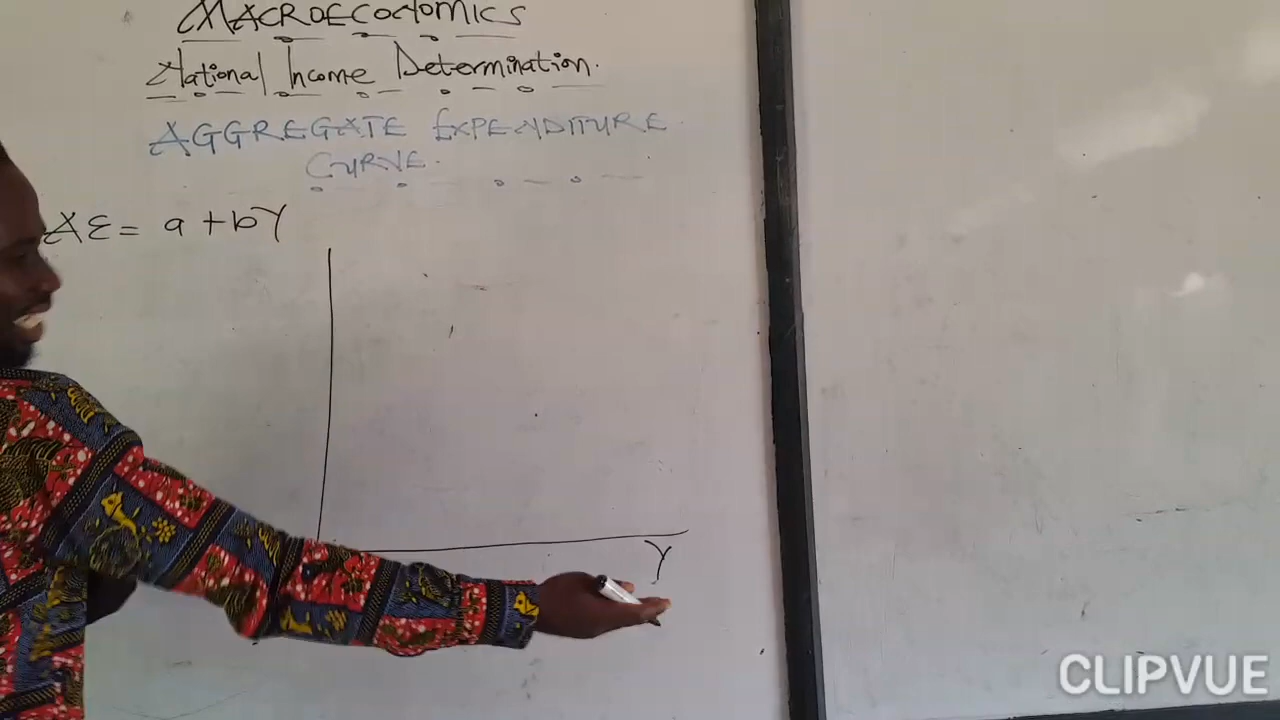 MACROECONOMICS
National Income Determination.
AGGREGATE EXPENDITURE
CURVE.
AE = a + bY
Y
CLIPVUE